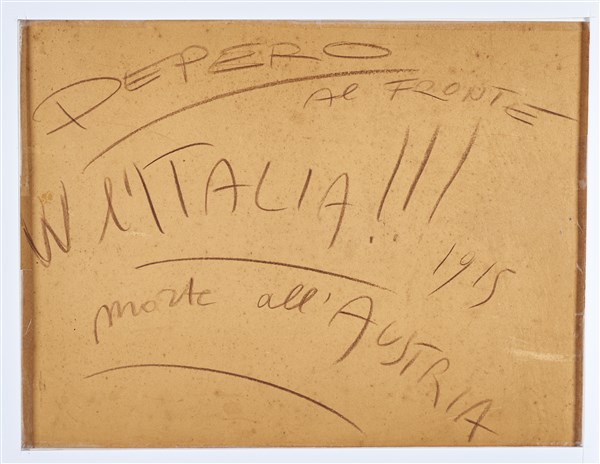 DEPERO
Al FRONTE
W l'ITALIA!!!
1915
morte all'AUSTRIA